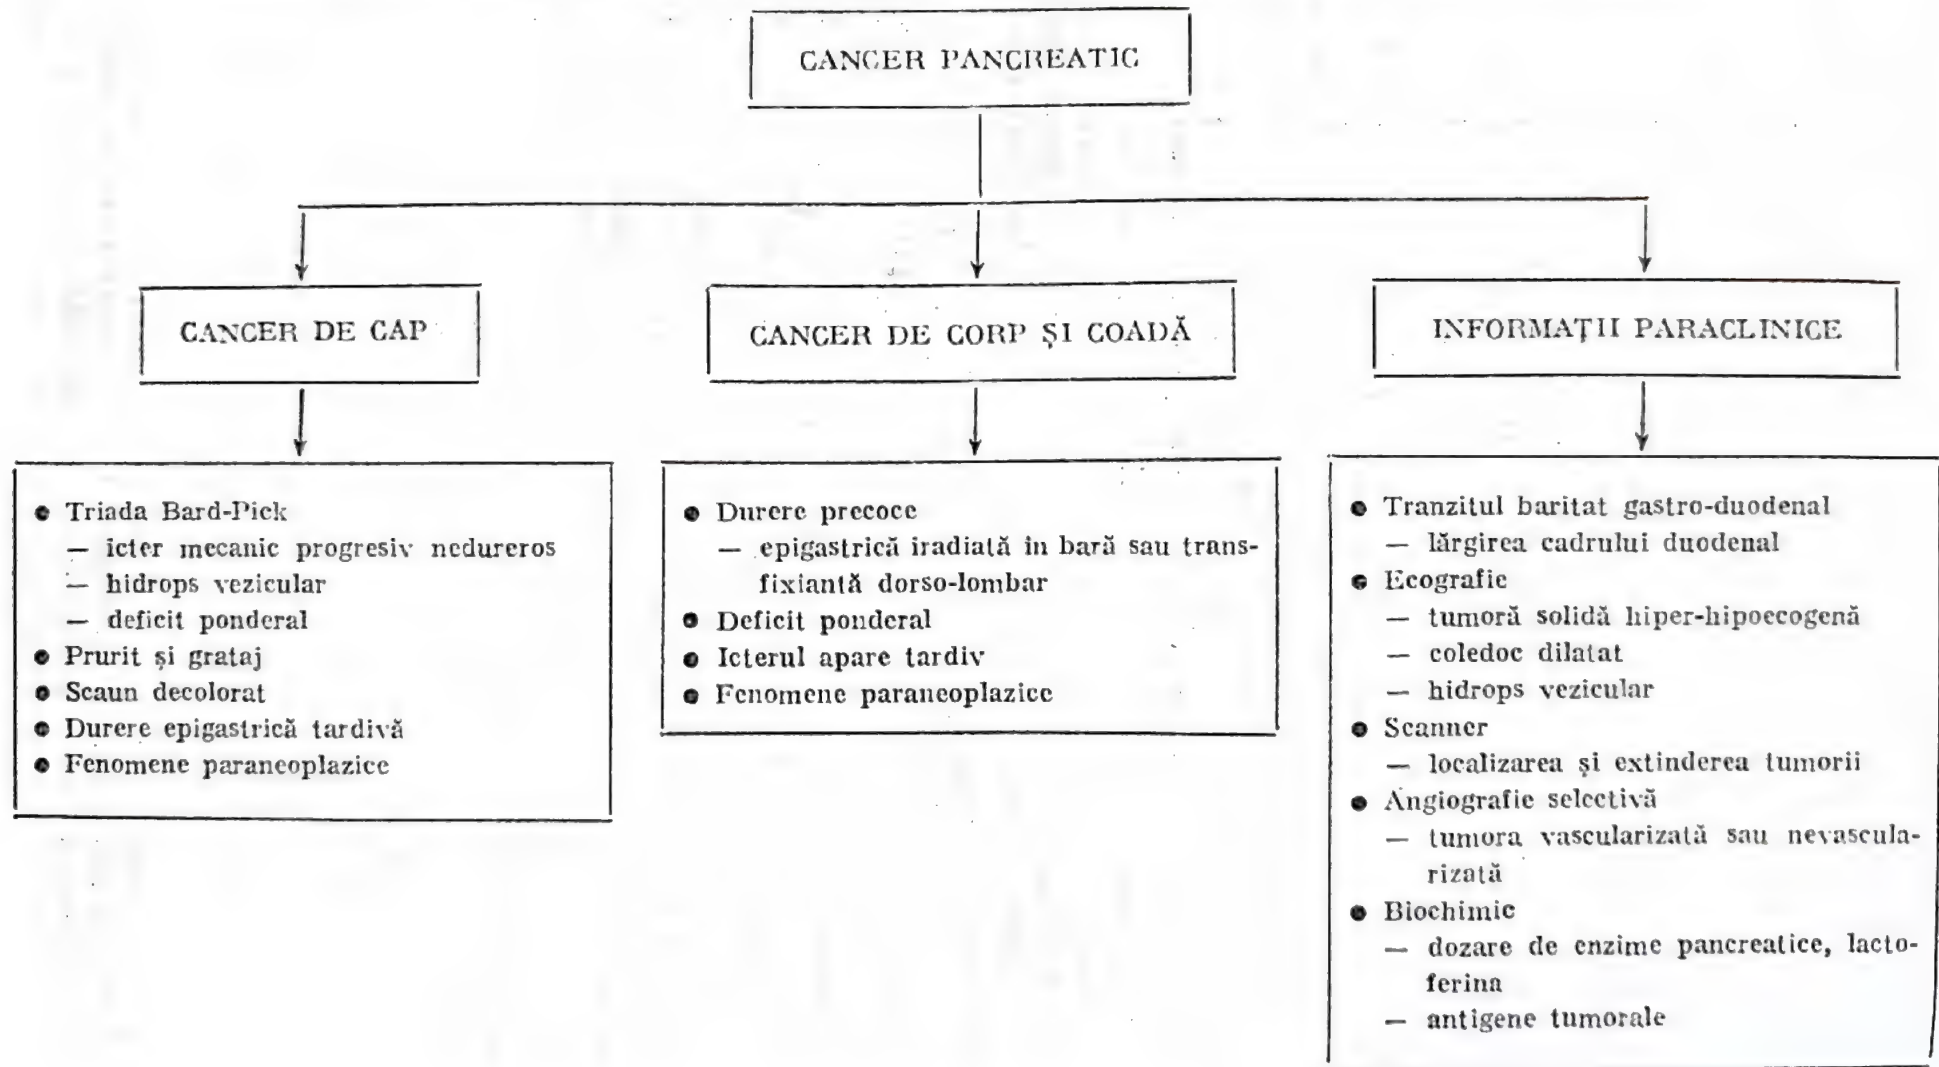 CANCER PANCREATIC
CANCER DE CAP
CANCER DE CORP ȘI COADĂ
INFORMAȚII PARACLINICE
● Triada Bard-Pick
— icter mecanic progresiv nedureros
— hidrops vezicular
— deficit ponderal
● Prurit și grataj
● Scaun decolorat
● Durere epigastrică tardivă
● Fenomene paraneoplazice
● Durere precoce
— epigastrică iradiată în bară sau trans-
fixiantă dorso-lombar
● Deficit ponderal
● Icterul apare tardiv
● Fenomene paraneoplazice
● Tranzitul baritat gastro-duodenal
— lărgirea cadrului duodenal
● Ecografie
— tumoră solidă hiper-hipoecogenă
— coledoc dilatat
— hidrops vezicular
● Scanner
— localizarea și extinderea tumorii
● Angiografie selectivă
— tumora vascularizată sau nevascula-
rizată
● Biochimic
— dozare de enzime pancreatice, lacto-
ferina
— antigene tumorale